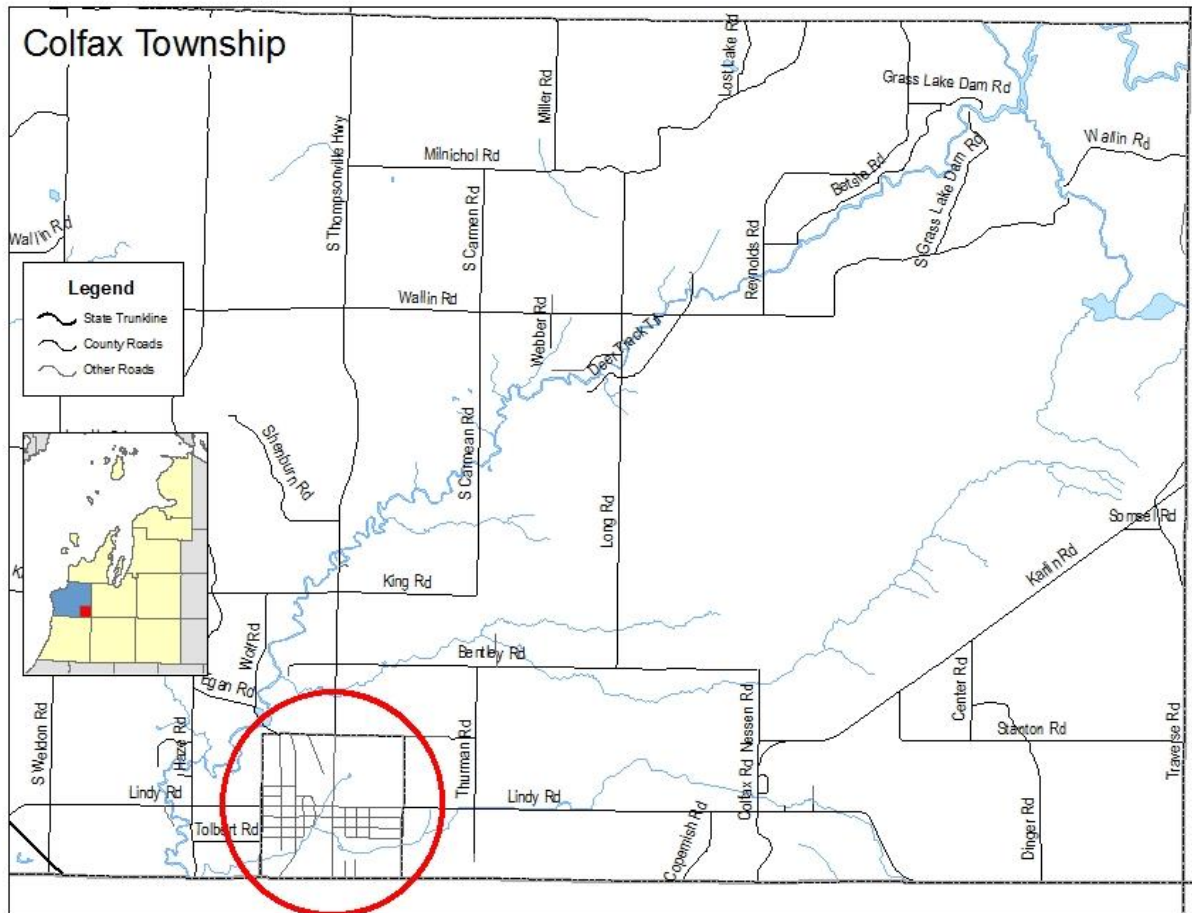 Colfax Township
Lost Lake Rd
Grass Lake Dam Rd
Miller Rd
S Thompsonville Hwy
Milnichol Rd
Wallin Rd
Betsie Rd
S Grass Lake Dam Rd
S Carmen Rd
Wallin Rd
Reynolds Rd
Legend
State Trunkline
County Roads
Other Roads
Wallin Rd
Webber Rd
Deer Track Trl
Shenburn Rd
S Carmean Rd
Long Rd
Somsel Rd
Karlin Rd
King Rd
Wolf Rd
Bentley Rd
Egan Rd
S Weldon Rd
Haze Rd
Thurman Rd
Colfax Rd
Nessen Rd
Center Rd
Stanton Rd
Traverse Rd
Lindy Rd
Lindy Rd
Tolbert Rd
Copemish Rd
Dinger Rd